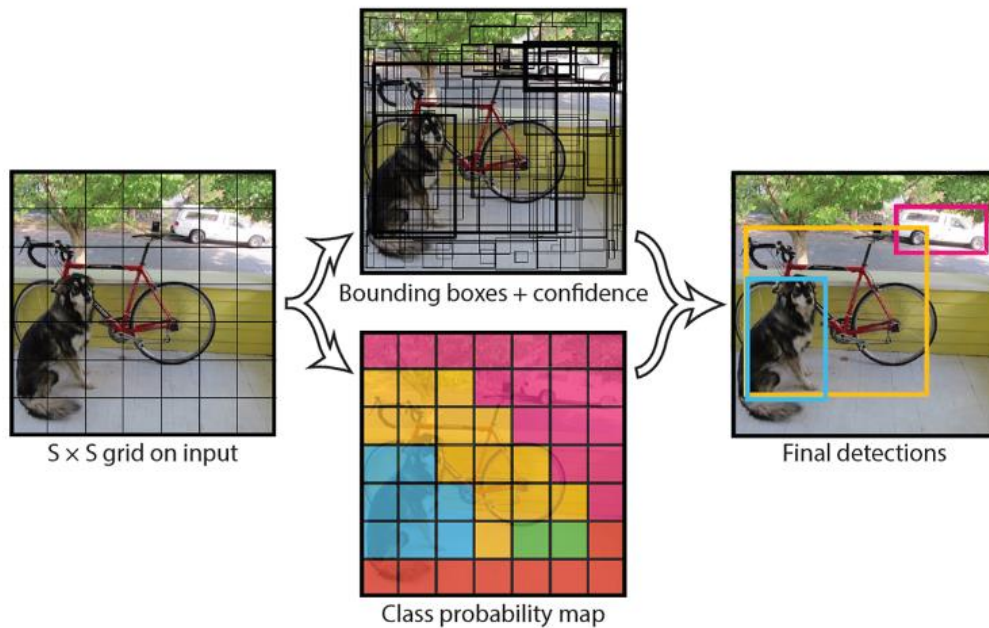 S × S grid on input
Bounding boxes + confidence
Class probability map
Final detections